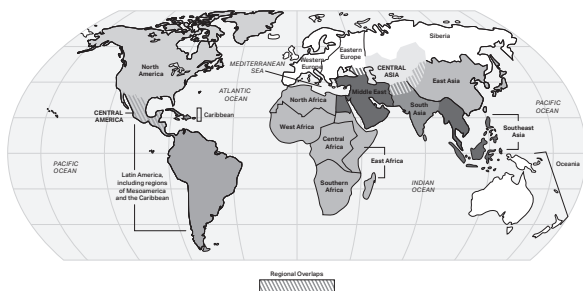 Siberia
Eastern
Europe
Western
Europe
MEDITERRANEAN
SEA
North
America
CENTRAL
ASIA
East Asia
ATLANTIC
OCEAN
Middle East
North Africa
South
Asia
PACIFIC
OCEAN
CENTRAL
AMERICA
Caribbean
West Africa
Southeast
Asia
Central
Africa
East Africa
Oceania
PACIFIC
OCEAN
Latin America,
including regions
of Mesoamerica
and the Caribbean
Southern
Africa
INDIAN
OCEAN
Regional Overlaps